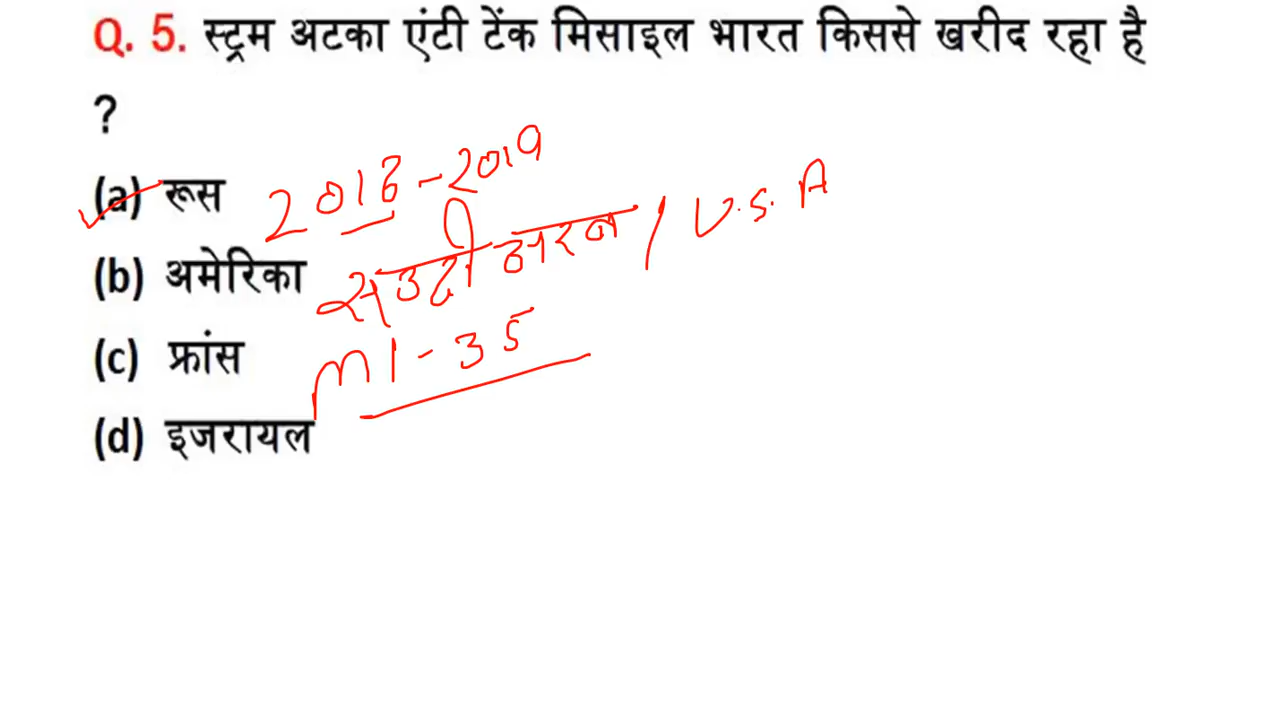 Q. 5. स्ट्रम अटका एंटी टेंक मिसाइल भारत किससे खरीद रहा है
?
(a) रूस 2018-2019
(b) अमेरिका / U.S.A
(c) फ्रांस MI-35
(d) इजरायल